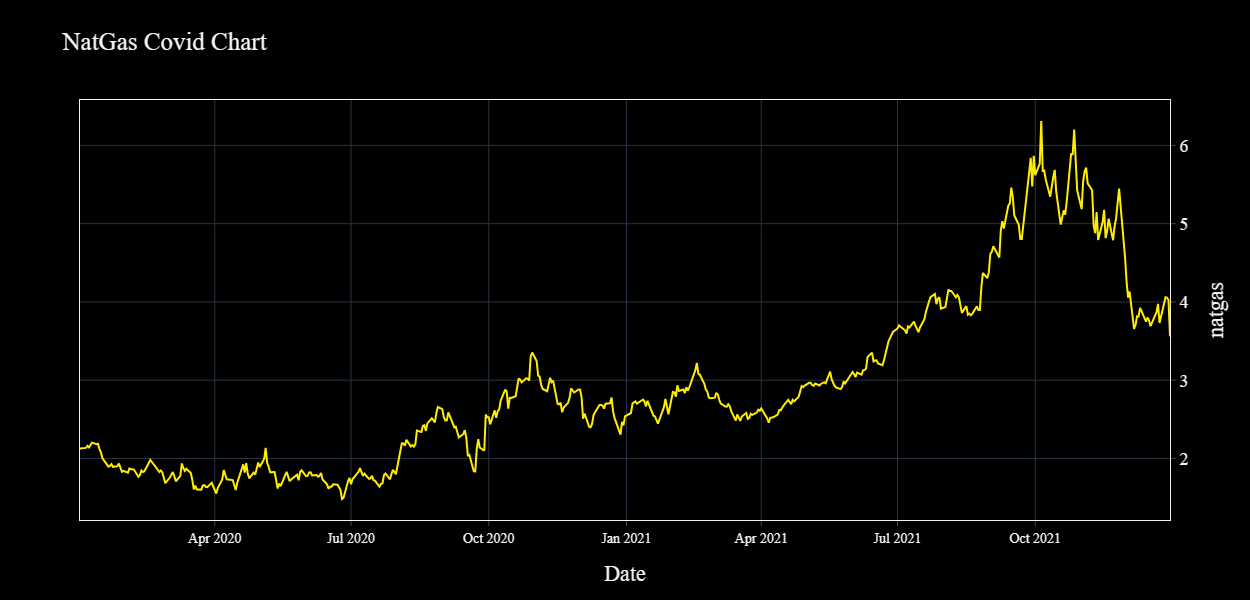 NatGas Covid Chart
6
5
4
3
2
natgas
Apr 2020
Jul 2020
Oct 2020
Jan 2021
Apr 2021
Jul 2021
Oct 2021
Date